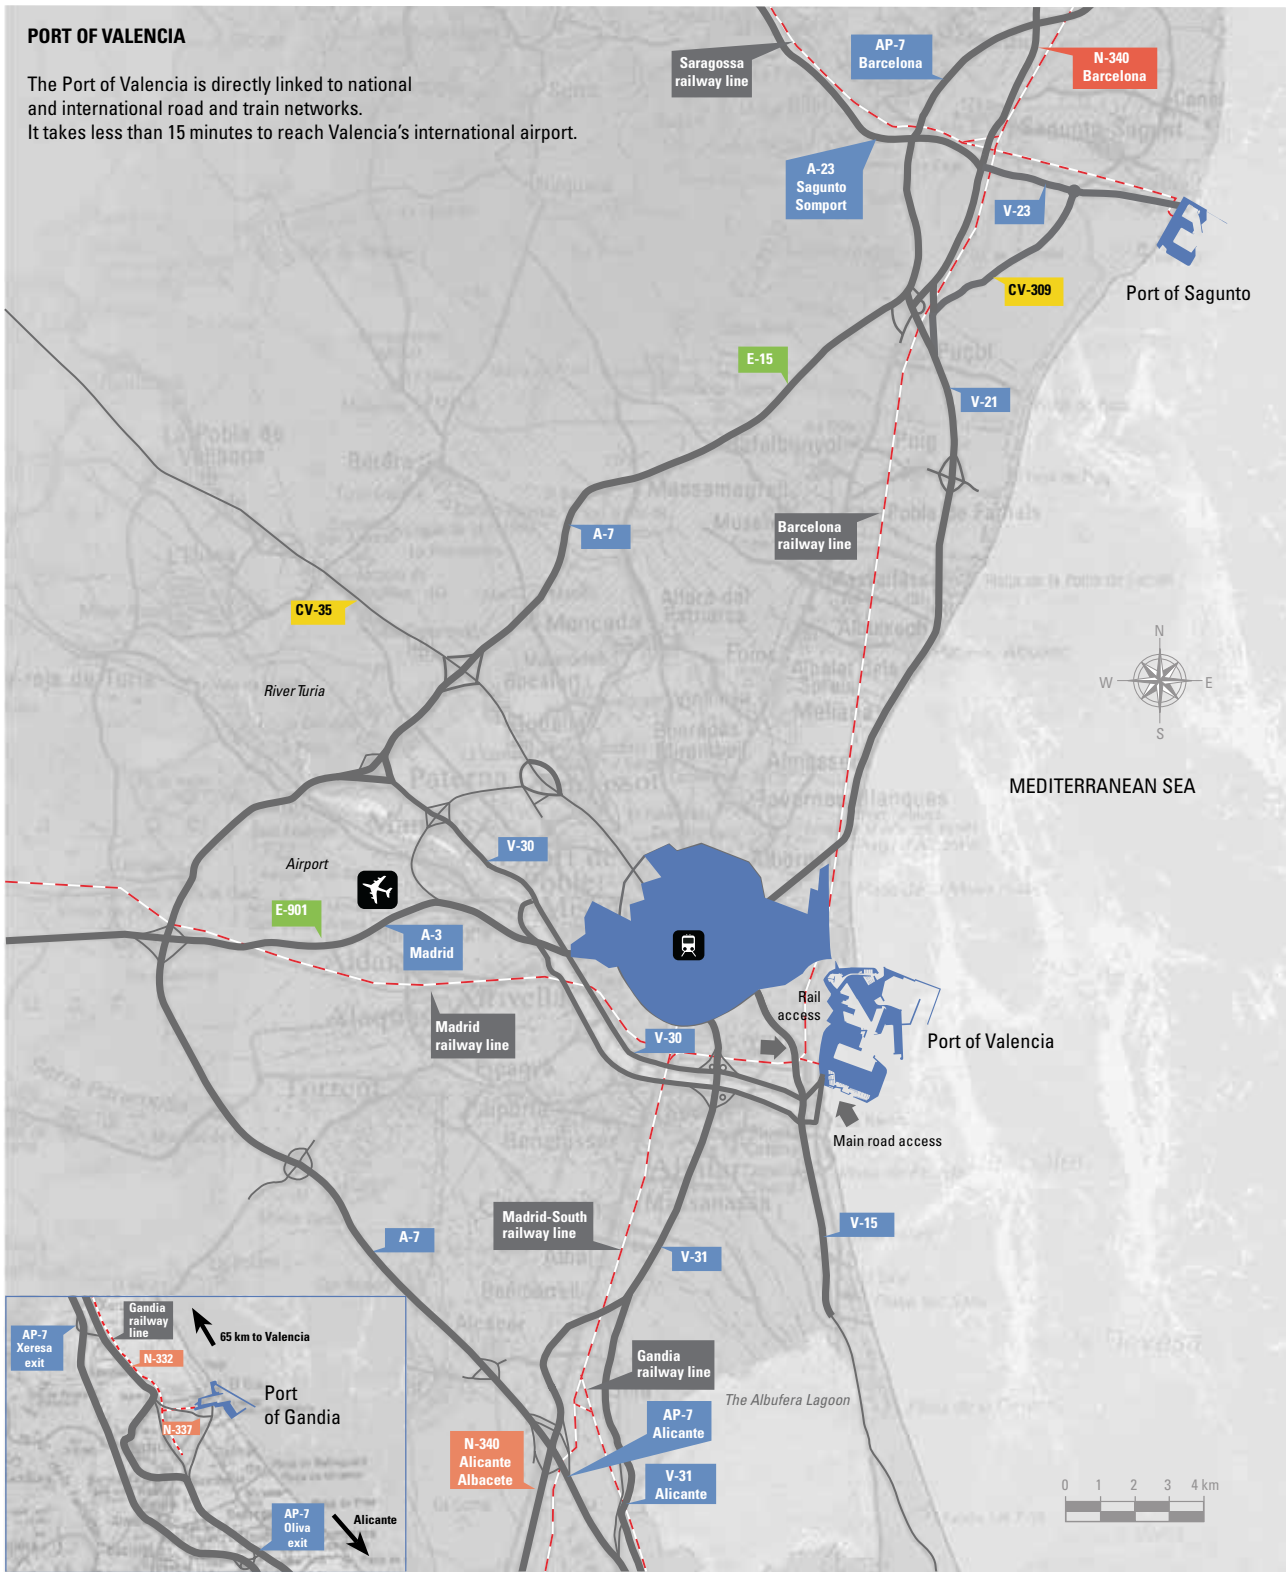 PORT OF VALENCIA
The Port of Valencia is directly linked to national
and international road and train networks.
It takes less than 15 minutes to reach Valencia's international airport.
Saragossa
railway line
AP-7
Barcelona
N-340
Barcelona
A-23
Sagunto
Somport
V-23
CV-309
Port of Sagunto
E-15
V-21
A-7
Barcelona
railway line
CV-35
River Turia
N
W
E
S
MEDITERRANEAN SEA
V-30
Airport
E-901
A-3
Madrid
Rail
access
Madrid
railway line
V-30
Port of Valencia
Main road access
Madrid-South
railway line
V-15
A-7
V-31
Gandia
railway line
The Albufera Lagoon
AP-7
Alicante
N-340
Alicante
Albacete
V-31
Alicante
0 1 2 3 4 km
Gandia
railway
line
65 km to Valencia
AP-7
Xeresa
exit
N-332
Port
of Gandia
N-337
AP-7
Oliva
exit
Alicante